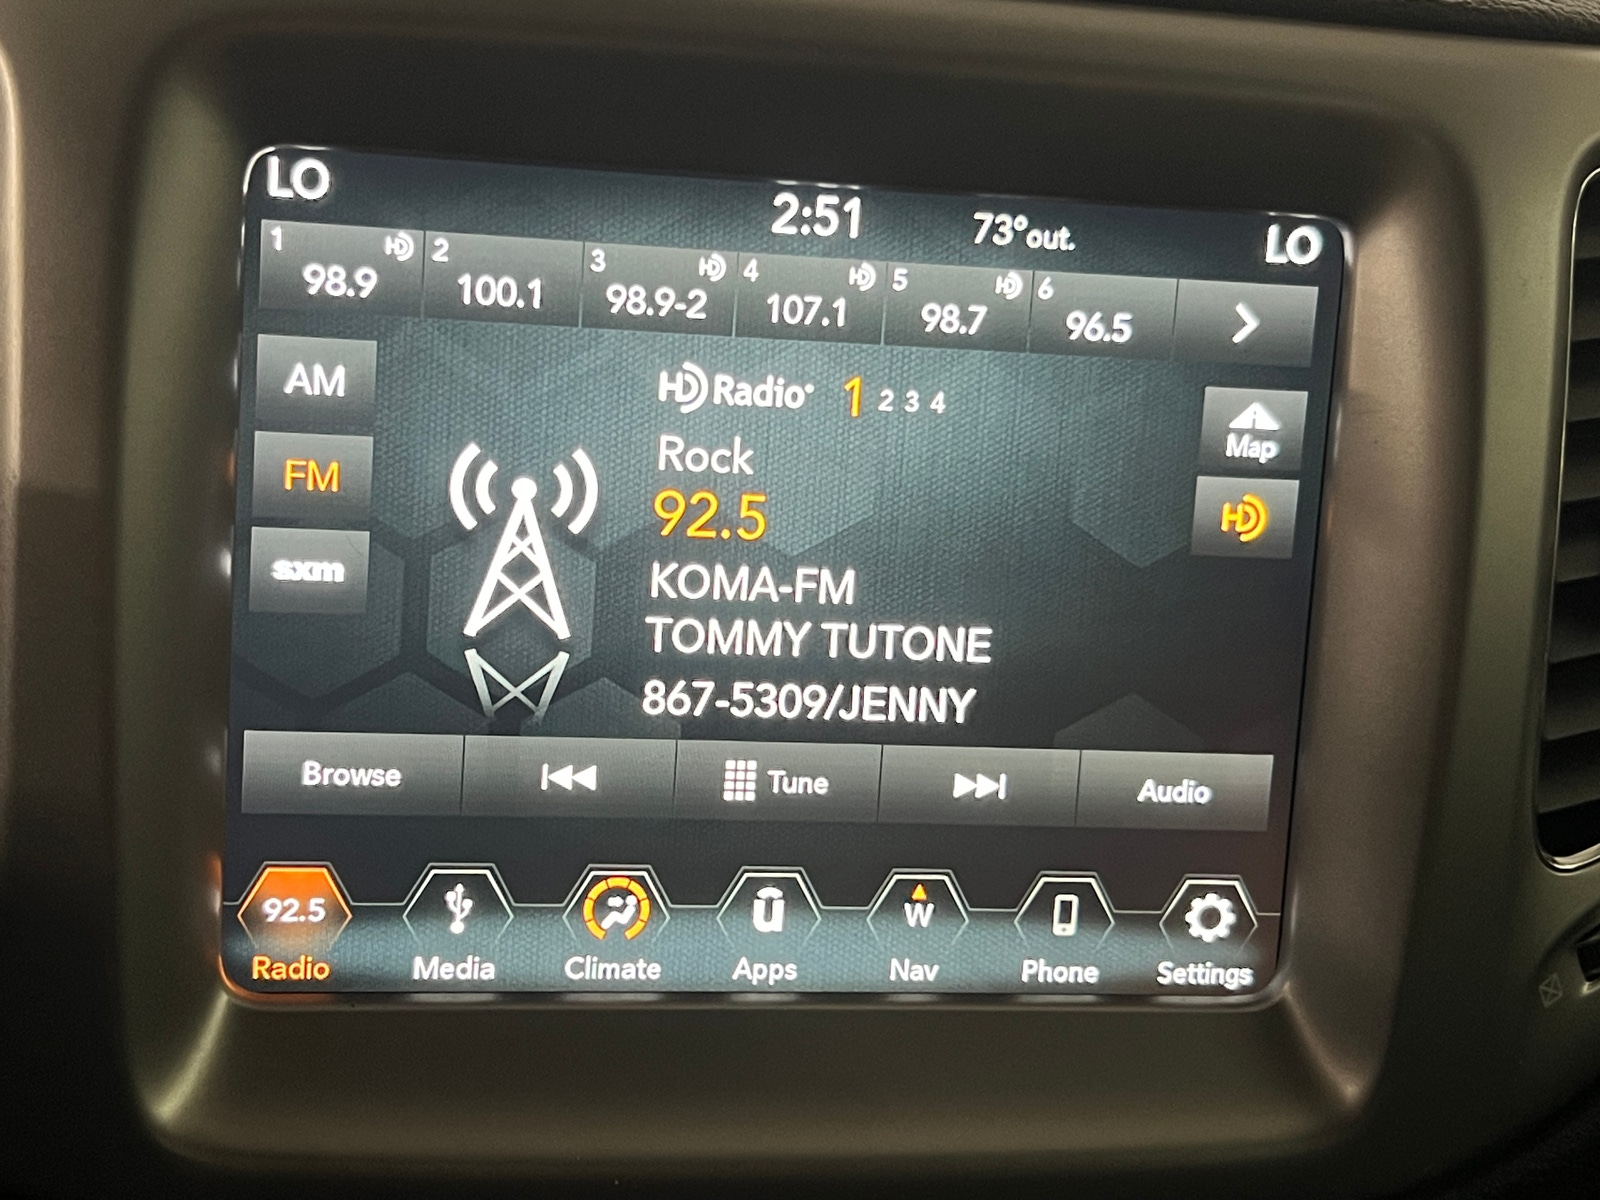 LO 2:51 73°out. LO
1 98.9 HD 2 100.1 3 98.9-2 HD 4 107.1 HD 5 98.7 HD 6 96.5
AM
FM
sxm
HD Radio 1 2 3 4
Rock
92.5
KOMA-FM
TOMMY TUTONE
867-5309/JENNY
Map
HD
Browse Tune Audio
92.5 ū W
Radio Media Climate Apps Nav Phone Settings